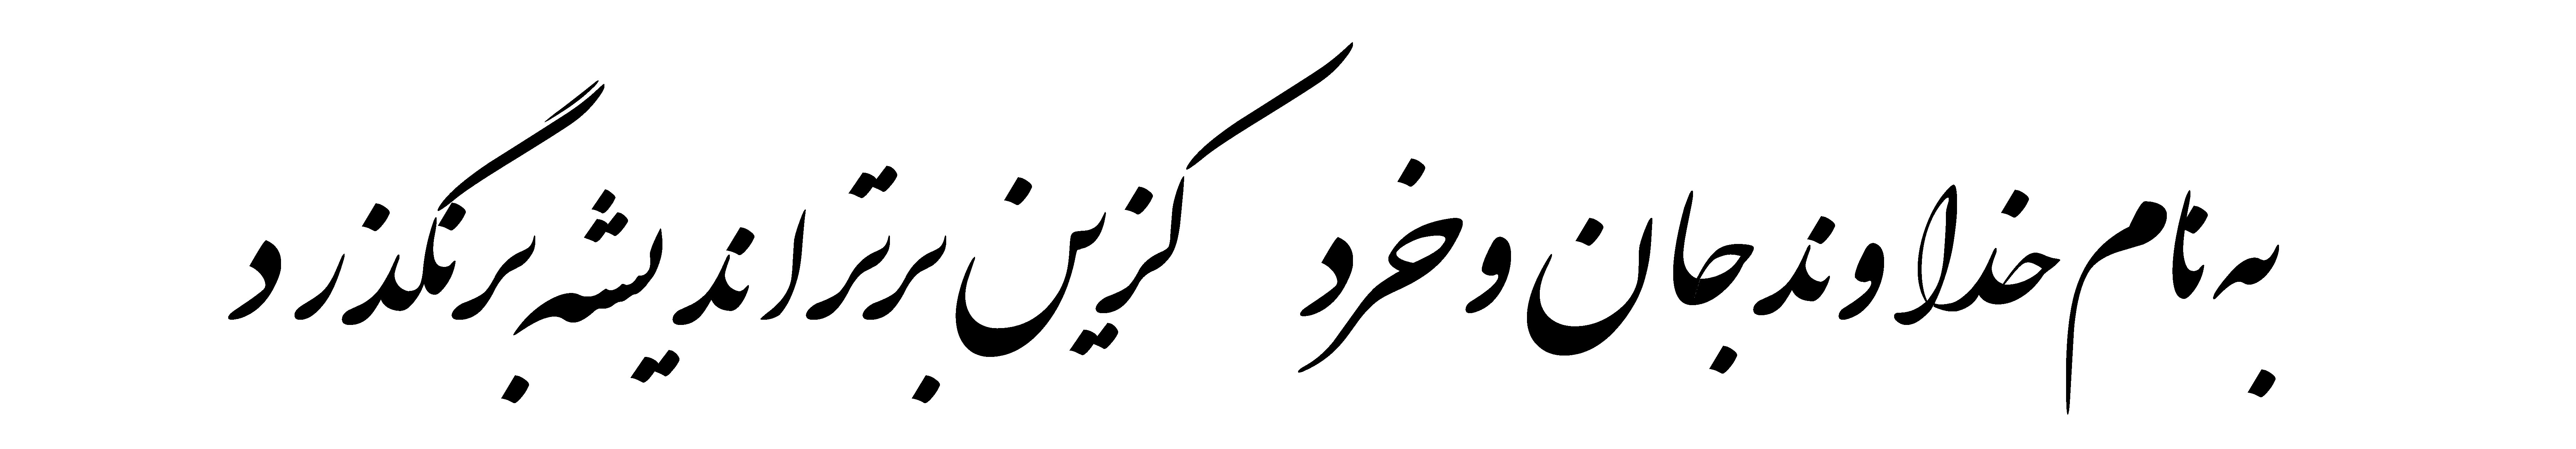 به نام خداوند جان و خرد کزین برتر اندیشه برنگذرد